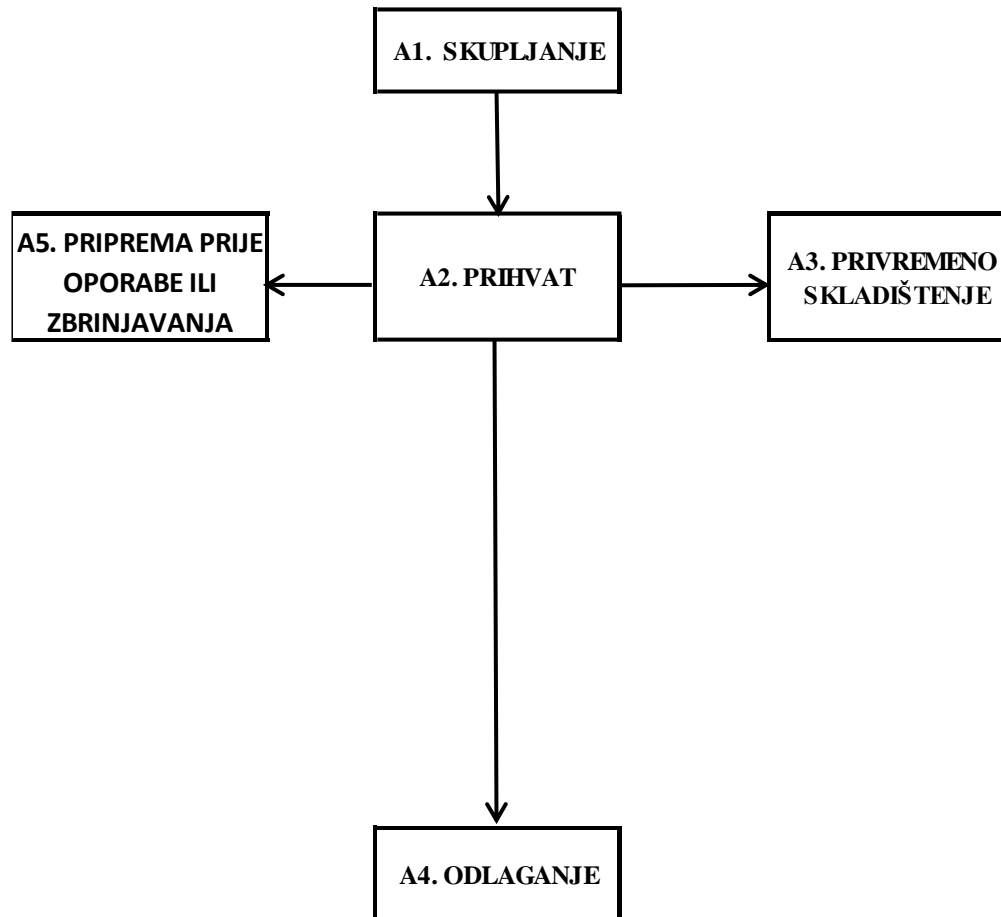 A1. SKUPLJANJE
A5. PRIPREMA PRIJE
OPORABE ILI
ZBRINJAVANJA
A2. PRIHVAT
A3. PRIVREMENO
SKLADIŠTENJE
A4. ODLAGANJE